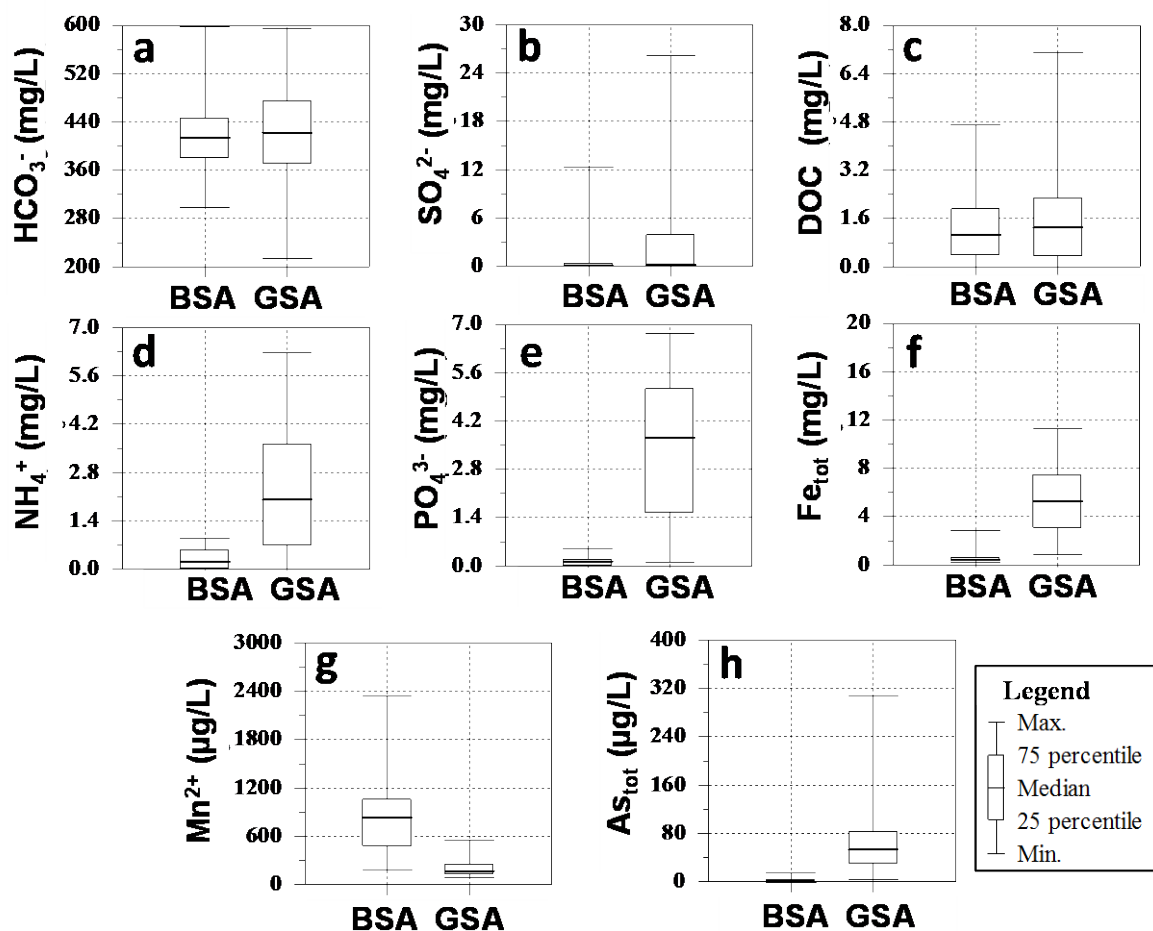 a
HCO₃⁻ (mg/L)
600
520
440
360
280
200
BSA GSA
b
SO₄²⁻ (mg/L)
30
24
18
12
6
0
BSA GSA
c
DOC (mg/L)
8.0
6.4
4.8
3.2
1.6
0.0
BSA GSA
d
NH₄⁺ (mg/L)
7.0
5.6
4.2
2.8
1.4
0.0
BSA GSA
e
PO₄³⁻ (mg/L)
7.0
5.6
4.2
2.8
1.4
0.0
BSA GSA
f
Fe_tot (mg/L)
20
16
12
8
4
0
BSA GSA
g
Mn²⁺ (µg/L)
3000
2400
1800
1200
600
0
BSA GSA
h
As_tot (µg/L)
400
320
240
160
80
0
BSA GSA
Legend
Max.
75 percentile
Median
25 percentile
Min.